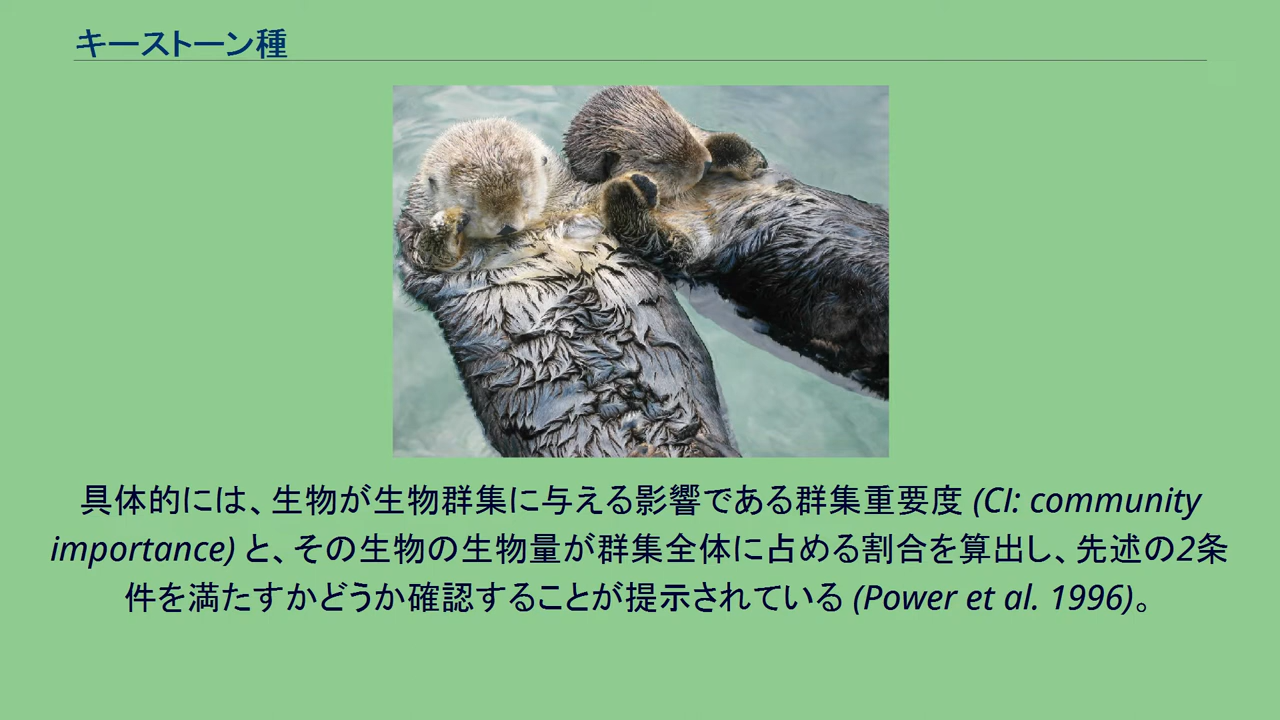 キーストーン種
具体的には、生物が生物群集に与える影響である群集重要度 (CI: community
importance) と、その生物の生物量が群集全体に占める割合を算出し、先述の2条
件を満たすかどうか確認することが提示されている (Power et al. 1996)。